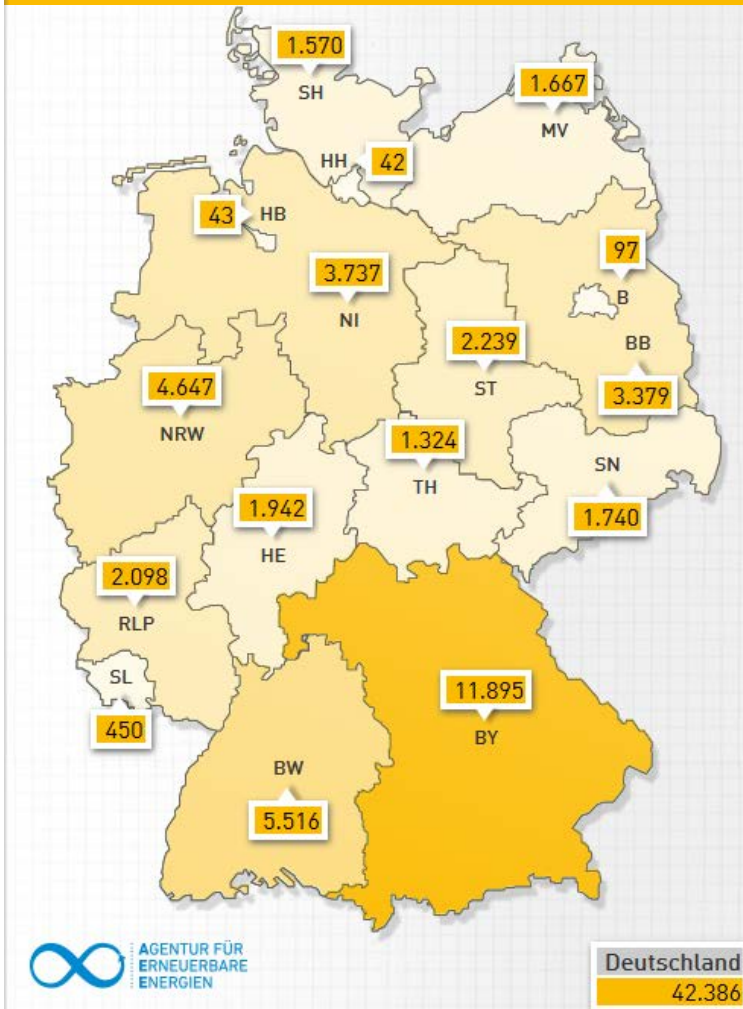 1.570
SH
1.667
MV
HH
42
43
HB
3.737
NI
97
B
BB
3.379
2.239
ST
4.647
NRW
1.324
TH
SN
1.740
1.942
HE
2.098
RLP
SL
450
11.895
BY
BW
5.516
AGENTUR FÜR
ERNEUERBARE
ENERGIEN
Deutschland
42.386